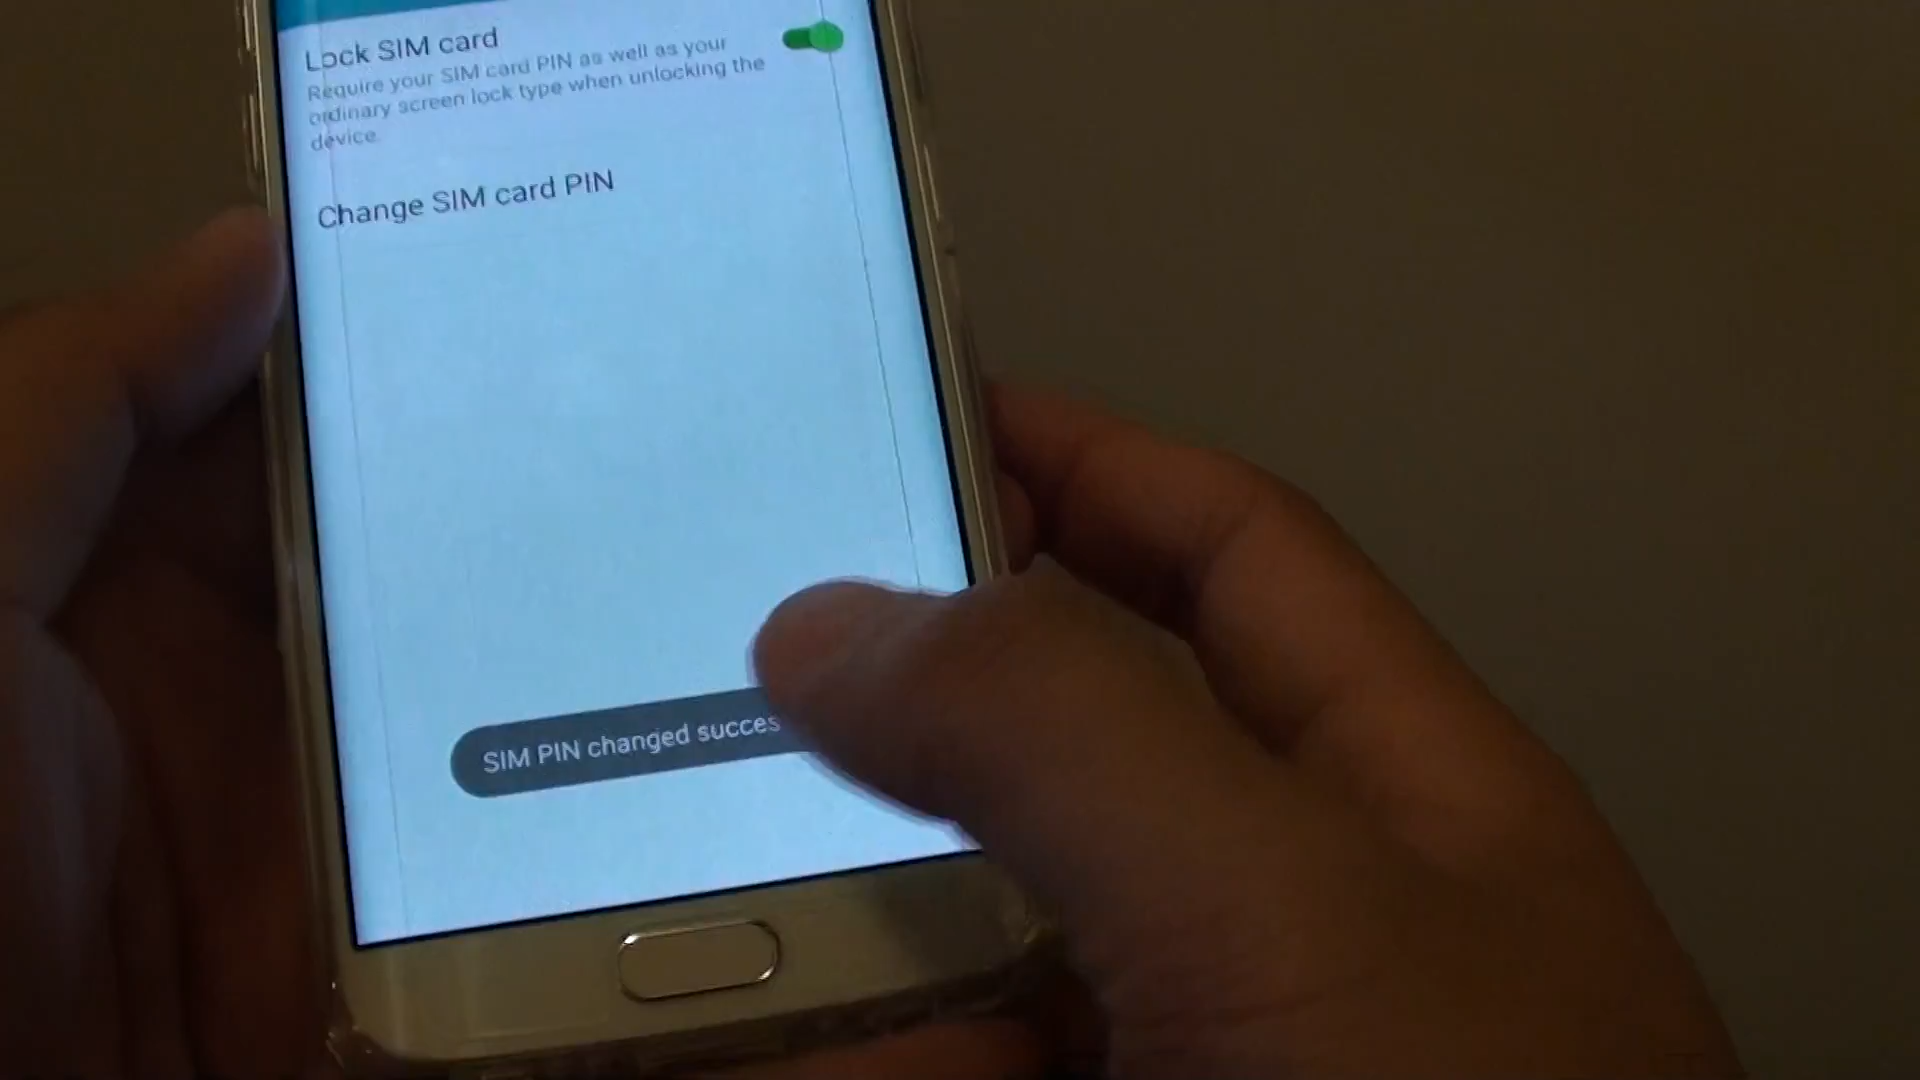 Lock SIM card
Require your SIM card PIN as well as your
ordinary screen lock type when unlocking the
device.
Change SIM card PIN
SIM PIN changed succes